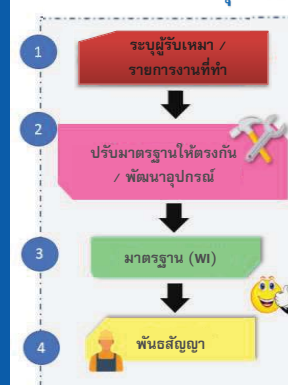 1
ระบุผู้รับเหมา /
รายการงานที่ทำ
2
ปรับมาตรฐานให้ตรงกัน
/ พัฒนาอุปกรณ์
3
มาตรฐาน (WI)
4
พันธสัญญา